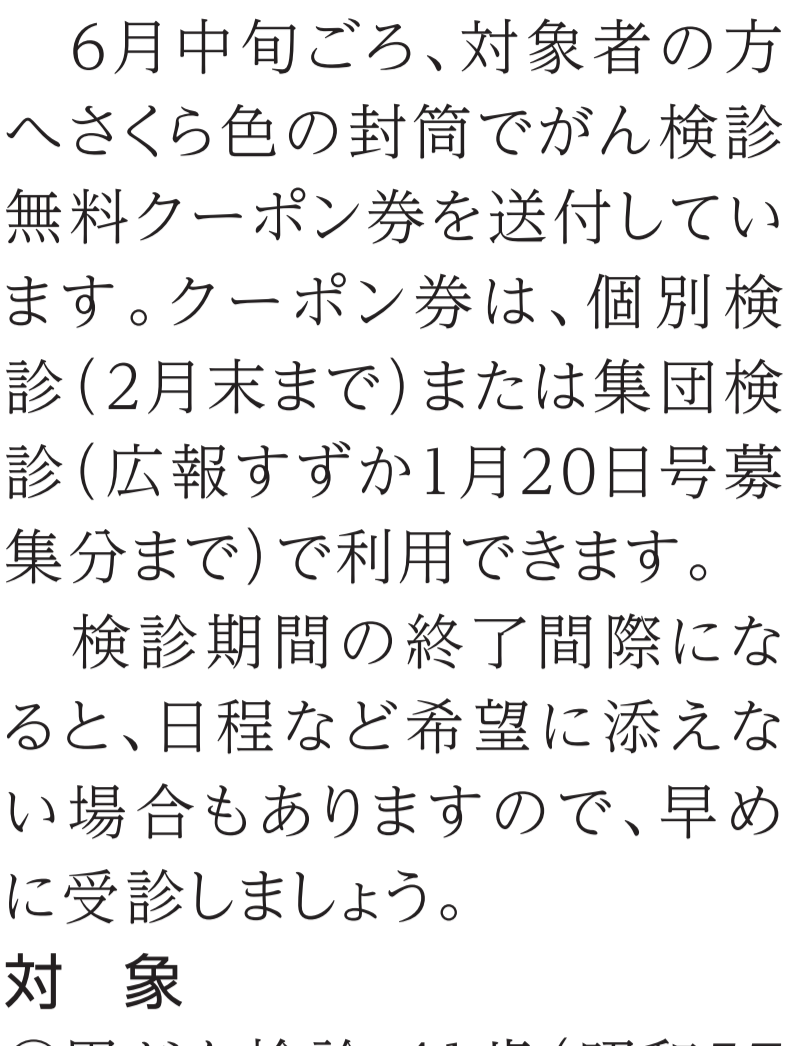 6月中旬ごろ、対象者の方
へさくら色の封筒でがん検診
無料クーポン券を送付してい
ます。クーポン券は、個別検
診(2月末まで)または集団検
診(広報すずか1月20日号募
集分まで)で利用できます。
　検診期間の終了間際にな
ると、日程など希望に添えな
い場合もありますので、早め
に受診しましょう。
対　象